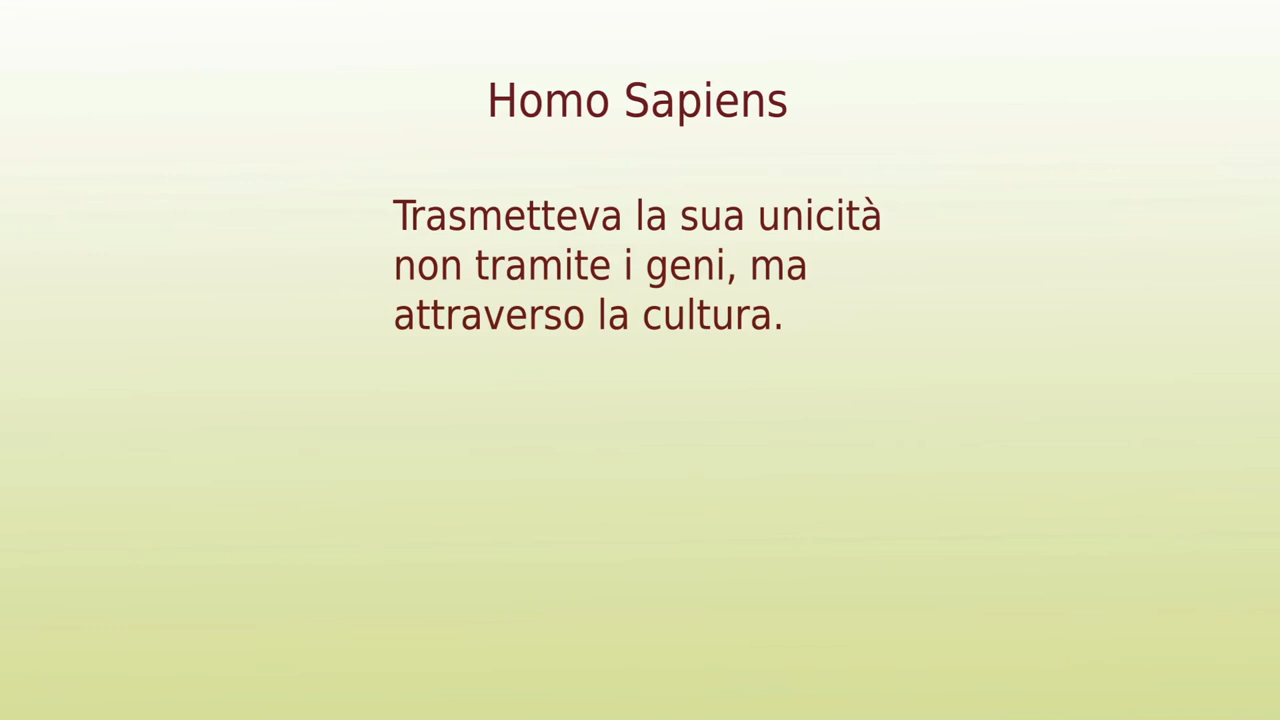 Homo Sapiens
Trasmetteva la sua unicità
non tramite i geni, ma
attraverso la cultura.